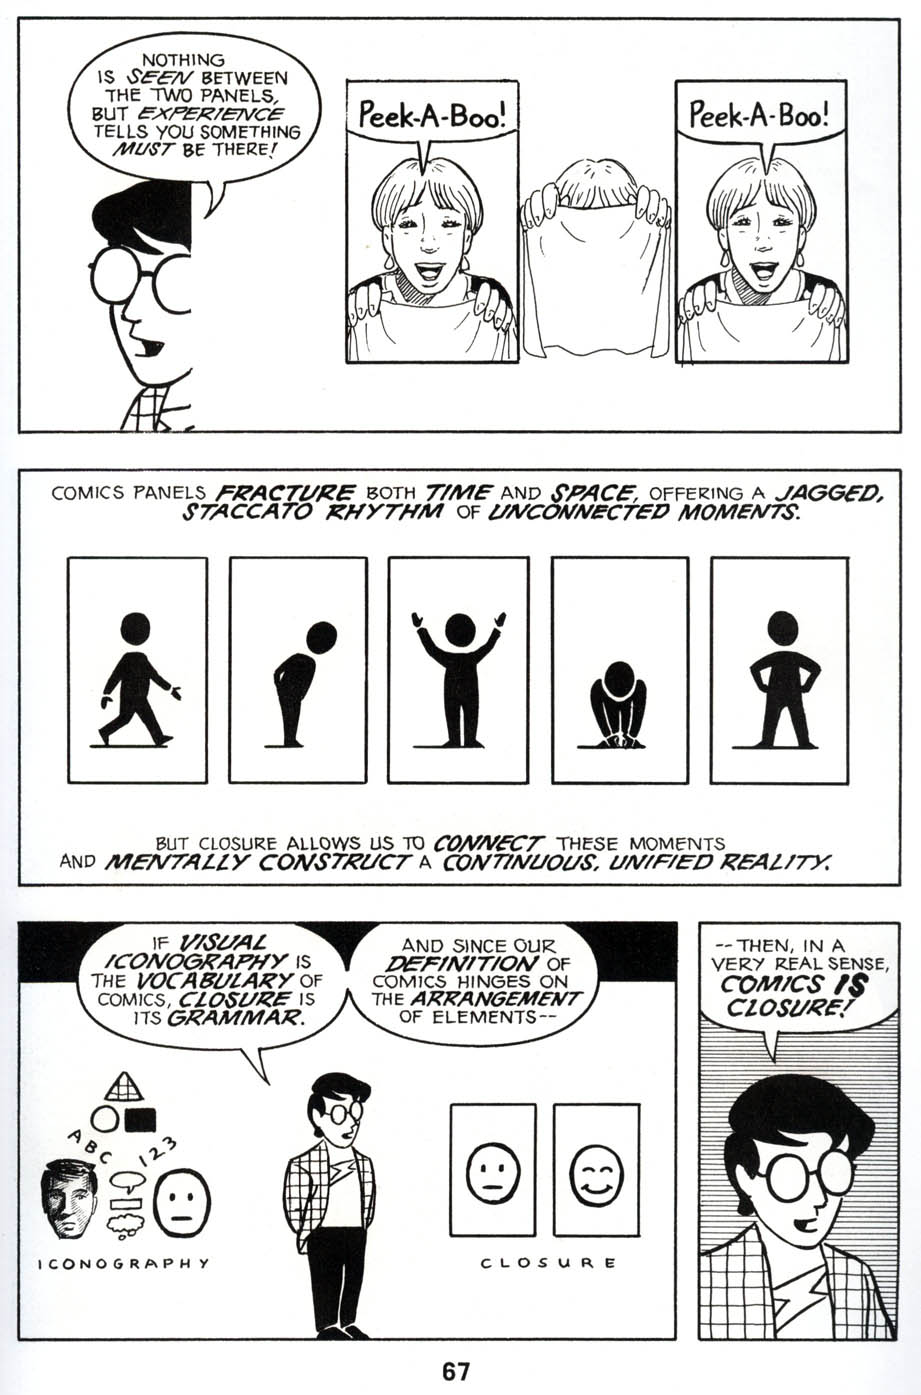 NOTHING
IS SEEN BETWEEN
THE TWO PANELS,
BUT EXPERIENCE
TELLS YOU SOMETHING
MUST BE THERE!
Peek-A-Boo!
Peek-A-Boo!
COMICS PANELS FRACTURE BOTH TIME AND SPACE, OFFERING A JAGGED,
STACCATO RHYTHM OF UNCONNECTED MOMENTS.
BUT CLOSURE ALLOWS US TO CONNECT THESE MOMENTS
AND MENTALLY CONSTRUCT A CONTINUOUS, UNIFIED REALITY.
IF VISUAL
ICONOGRAPHY IS
THE VOCABULARY OF
COMICS, CLOSURE IS
ITS GRAMMAR.
AND SINCE OUR
DEFINITION OF
COMICS HINGES ON
THE ARRANGEMENT
OF ELEMENTS--
ABC
123
ICONOGRAPHY
CLOSURE
--THEN, IN A
VERY REAL SENSE,
COMICS IS
CLOSURE!
67